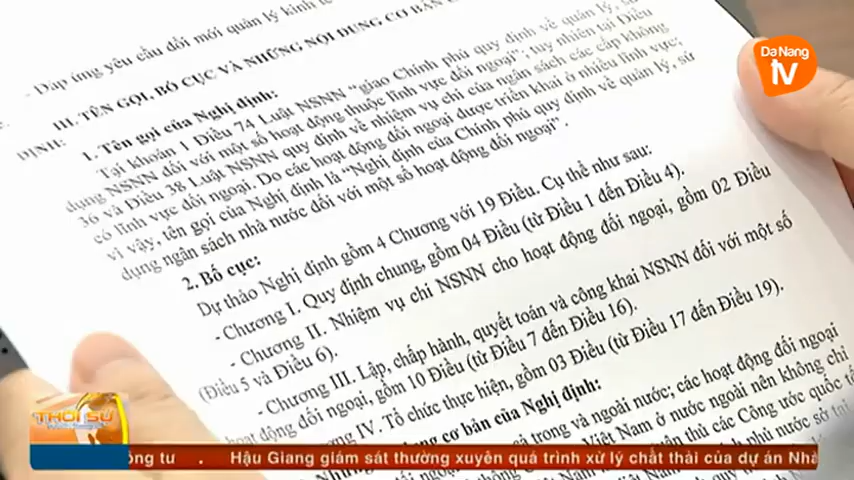 - Đáp ứng yêu cầu đổi mới quản lý kinh tế
III. TÊN GỌI, BỐ CỤC VÀ NHỮNG NỘI DUNG CƠ BẢN
ĐỊNH:
1. Tên gọi của Nghị định:
Tại khoản 1 Điều 74 Luật NSNN “giao Chính phủ quy định về quản lý, sử
dụng NSNN đối với một số hoạt động thuộc lĩnh vực đối ngoại”; tuy nhiên tại Điều
36 và Điều 38 Luật NSNN quy định về nhiệm vụ chi của ngân sách các cấp không
có lĩnh vực đối ngoại. Do các hoạt động đối ngoại được triển khai ở nhiều lĩnh vực;
vì vậy, tên gọi của Nghị định là “Nghị định của Chính phủ quy định về quản lý, sử
dụng ngân sách nhà nước đối với một số hoạt động đối ngoại”.
2. Bố cục:
Dự thảo Nghị định gồm 4 Chương với 19 Điều. Cụ thể như sau:
- Chương I. Quy định chung, gồm 04 Điều (từ Điều 1 đến Điều 4).
- Chương II. Nhiệm vụ chi NSNN cho hoạt động đối ngoại, gồm 02 Điều
(Điều 5 và Điều 6).
- Chương III. Lập, chấp hành, quyết toán và công khai NSNN đối với một số
hoạt động đối ngoại, gồm 10 Điều (từ Điều 7 đến Điều 16).
IV. Tổ chức thực hiện, gồm 03 Điều (từ Điều 17 đến Điều 19).
cơ bản của Nghị định:
trong và ngoài nước; các hoạt động đối ngoại
Việt Nam ở nước ngoài nên không chỉ
thủ các Công ước quốc tế
phủ nước sở tại
Da Nang
TV
THỜI SỰ
ông tư . Hậu Giang giám sát thường xuyên quá trình xử lý chất thải của dự án Nhà